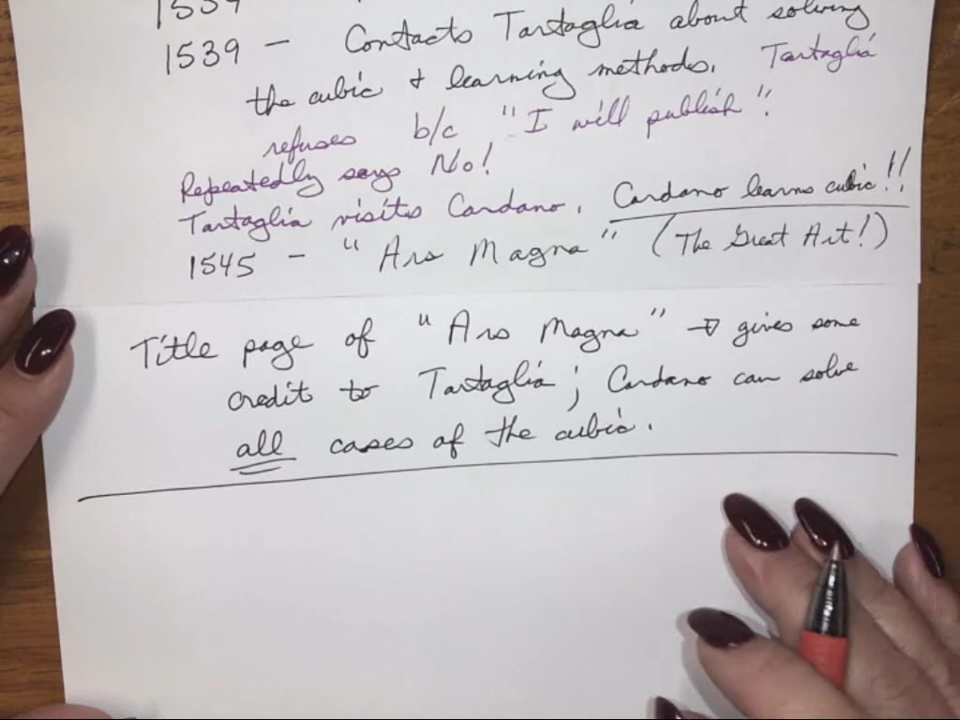 1539
1539 - Contacts Tartaglia about solving
the cubic + learning methods. Tartaglia
refuses b/c "I will publish".
Repeatedly says No!
Tartaglia visits Cardano. Cardano learns cubic!!
1545 - "Ars Magna" (The Great Art!)
Title page of "Ars Magna" → gives some
credit to Tartaglia; Cardano can solve
all cases of the cubic.